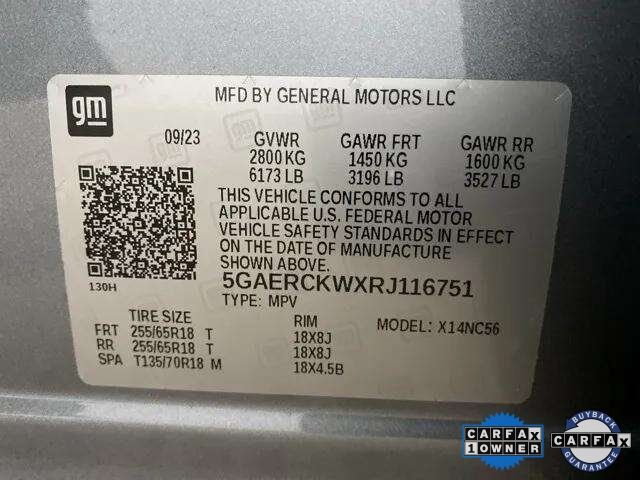 gm
MFD BY GENERAL MOTORS LLC
09/23 GVWR GAWR FRT GAWR RR
2800 KG 1450 KG 1600 KG
6173 LB 3196 LB 3527 LB
THIS VEHICLE CONFORMS TO ALL
APPLICABLE U.S. FEDERAL MOTOR
VEHICLE SAFETY STANDARDS IN EFFECT
ON THE DATE OF MANUFACTURE
SHOWN ABOVE.
130H
5GAERCKWXRJ116751
TYPE: MPV
TIRE SIZE RIM MODEL: X14NC56
FRT 255/65R18 T 18X8J
RR 255/65R18 T 18X8J
SPA T135/70R18 M 18X4.5B
CARFAX
1 OWNER
BUYBACK
CARFAX
GUARANTEE